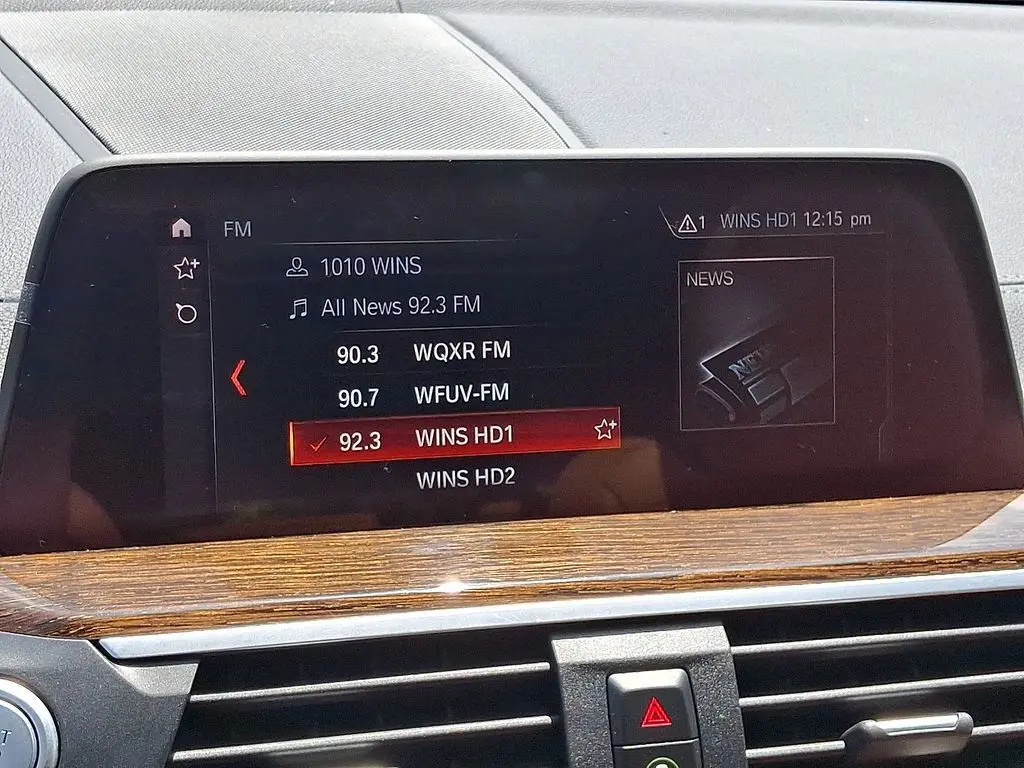 FM
1 WINS HD1 12:15 pm
1010 WINS
All News 92.3 FM
90.3 WQXR FM
90.7 WFUV-FM
92.3 WINS HD1
WINS HD2
NEWS